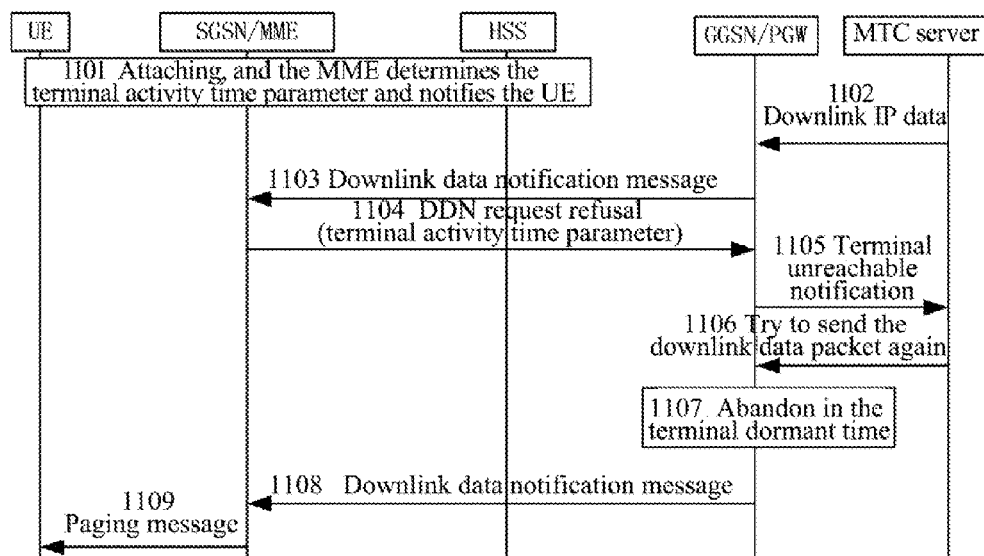 UE
SGSN/MME
HSS
GGSN/PGW
MTC server
1101 Attaching, and the MME determines the
terminal activity time parameter and notifies the UE
1102
Downlink IP data
1103 Downlink data notification message
1104 DDN request refusal
(terminal activity time parameter)
1105 Terminal
unreachable
notification
1106 Try to send the
downlink data packet again
1107. Abandon in the
terminal dormant time
1108 Downlink data notification message
1109
Paging message